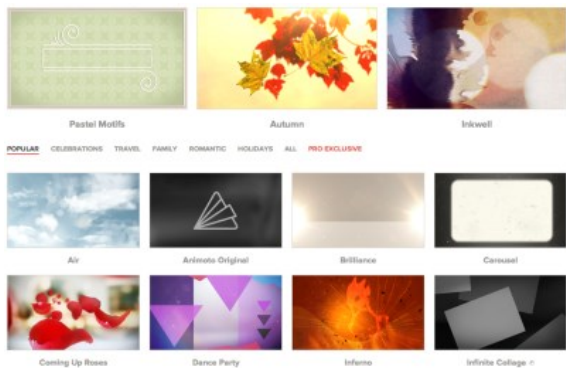 Pastel Motifs Autumn Inkwell
POPULAR CELEBRATIONS TRAVEL FAMILY ROMANTIC HOLIDAYS ALL PRO EXCLUSIVE
Air Animoto Original Brilliance Carousel
Coming Up Roses Dance Party Inferno Infinite Collage